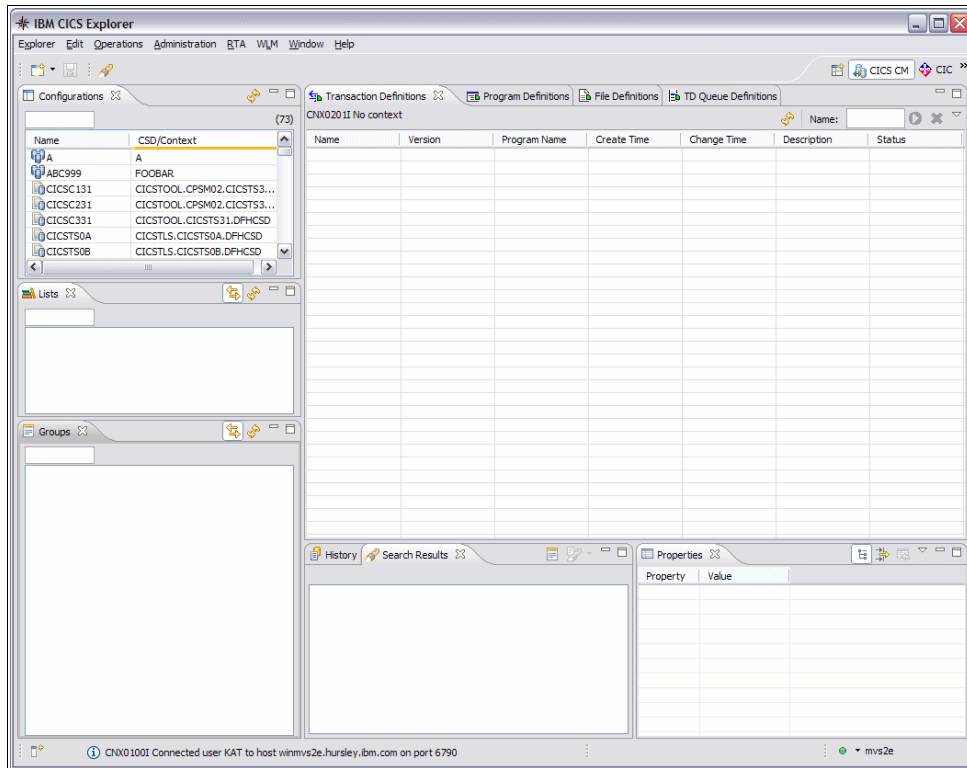 IBM CICS Explorer
Explorer Edit Operations Administration RTA WLM Window Help
CICS CM CIC »
Configurations
(73)
Name CSD/Context
A A
ABC999 FOOBAR
CICSC131 CICSTOOL.CPSM02.CICSTS3...
CICSC231 CICSTOOL.CPSM02.CICSTS3...
CICSC331 CICSTOOL.CICSTS31.DFHCSD
CICSTS0A CICSTLS.CICSTS0A.DFHCSD
CICSTS0B CICSTLS.CICSTS0B.DFHCSD
Lists
Groups
Transaction Definitions Program Definitions File Definitions TD Queue Definitions
CNX0201I No context Name:
Name Version Program Name Create Time Change Time Description Status
History Search Results
Properties
Property Value
CNX0100I Connected user KAT to host winmvs2e.hursley.ibm.com on port 6790
mvs2e